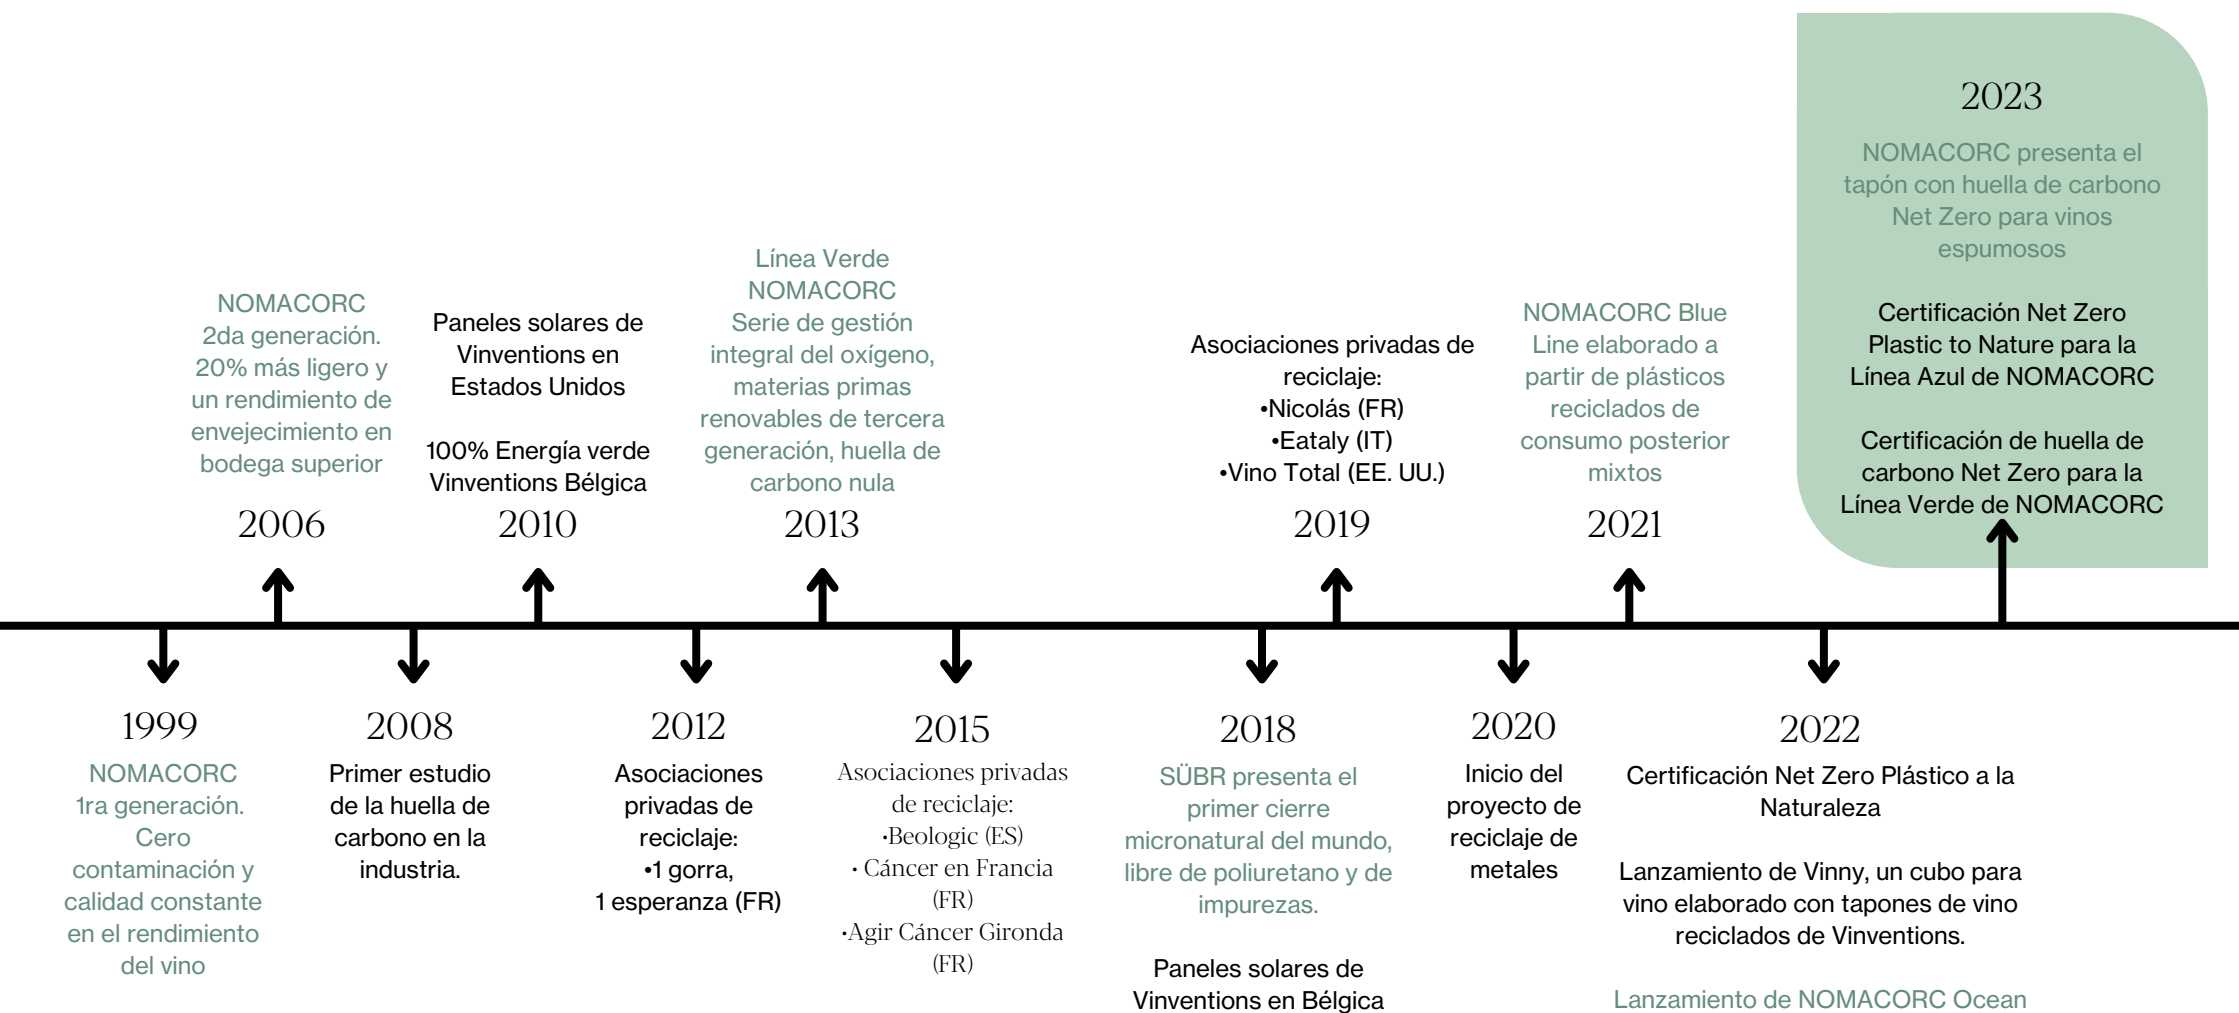 2023
NOMACORC presenta el
tapón con huella de carbono
Net Zero para vinos
espumosos
Certificación Net Zero
Plastic to Nature para la
Línea Azul de NOMACORC
Certificación de huella de
carbono Net Zero para la
Línea Verde de NOMACORC
NOMACORC
2da generación.
20% más ligero y
un rendimiento de
envejecimiento en
bodega superior
2006
Paneles solares de
Vinventions en
Estados Unidos
100% Energía verde
Vinventions Bélgica
2010
Línea Verde
NOMACORC
Serie de gestión
integral del oxígeno,
materias primas
renovables de tercera
generación, huella de
carbono nula
2013
Asociaciones privadas de
reciclaje:
•Nicolás (FR)
•Eataly (IT)
•Vino Total (EE. UU.)
2019
NOMACORC Blue
Line elaborado a
partir de plásticos
reciclados de
consumo posterior
mixtos
2021
1999
NOMACORC
1ra generación.
Cero
contaminación y
calidad constante
en el rendimiento
del vino
2008
Primer estudio
de la huella de
carbono en la
industria.
2012
Asociaciones
privadas de
reciclaje:
•1 gorra,
1 esperanza (FR)
2015
Asociaciones privadas
de reciclaje:
•Beologic (ES)
• Cáncer en Francia
(FR)
•Agir Cáncer Gironda
(FR)
2018
SÜBR presenta el
primer cierre
micronatural del mundo,
libre de poliuretano y de
impurezas.
Paneles solares de
Vinventions en Bélgica
2020
Inicio del
proyecto de
reciclaje de
metales
2022
Certificación Net Zero Plástico a la
Naturaleza
Lanzamiento de Vinny, un cubo para
vino elaborado con tapones de vino
reciclados de Vinventions.
Lanzamiento de NOMACORC Ocean